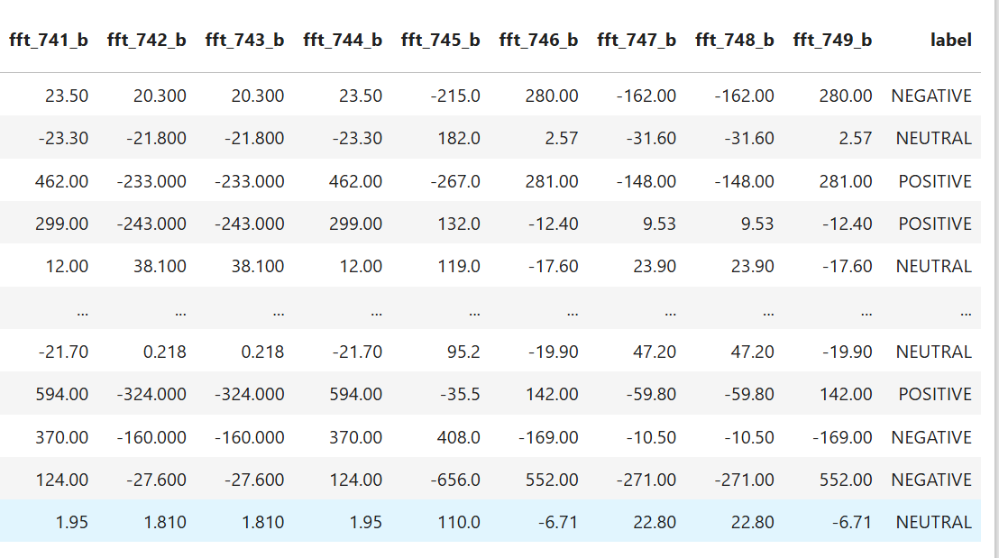 fft_741_b fft_742_b fft_743_b fft_744_b fft_745_b fft_746_b fft_747_b fft_748_b fft_749_b label
23.50 20.300 20.300 23.50 -215.0 280.00 -162.00 -162.00 280.00 NEGATIVE
-23.30 -21.800 -21.800 -23.30 182.0 2.57 -31.60 -31.60 2.57 NEUTRAL
462.00 -233.000 -233.000 462.00 -267.0 281.00 -148.00 -148.00 281.00 POSITIVE
299.00 -243.000 -243.000 299.00 132.0 -12.40 9.53 9.53 -12.40 POSITIVE
12.00 38.100 38.100 12.00 119.0 -17.60 23.90 23.90 -17.60 NEUTRAL
... ... ... ... ... ... ... ... ... ...
-21.70 0.218 0.218 -21.70 95.2 -19.90 47.20 47.20 -19.90 NEUTRAL
594.00 -324.000 -324.000 594.00 -35.5 142.00 -59.80 -59.80 142.00 POSITIVE
370.00 -160.000 -160.000 370.00 408.0 -169.00 -10.50 -10.50 -169.00 NEGATIVE
124.00 -27.600 -27.600 124.00 -656.0 552.00 -271.00 -271.00 552.00 NEGATIVE
1.95 1.810 1.810 1.95 110.0 -6.71 22.80 22.80 -6.71 NEUTRAL